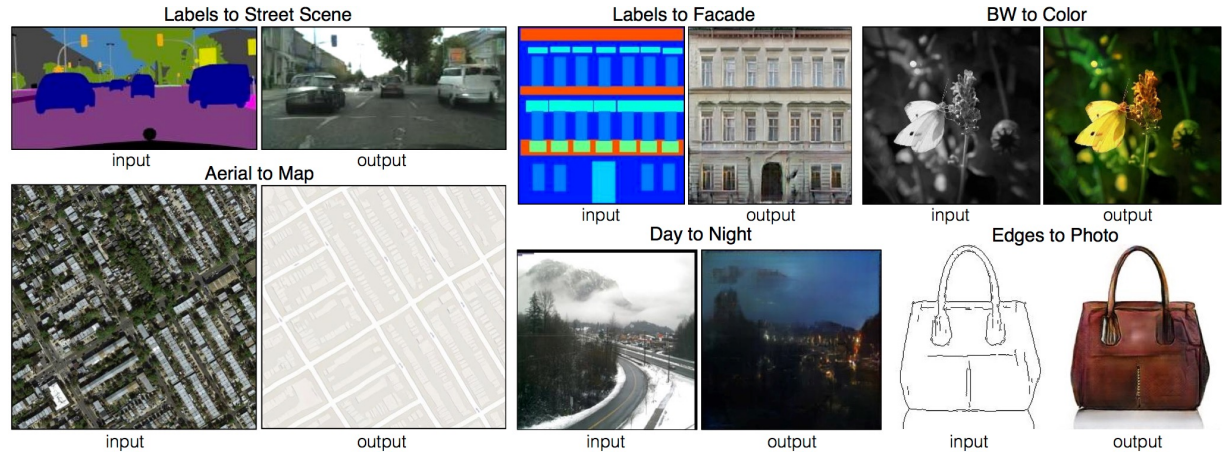 Labels to Street Scene
input
output
Aerial to Map
input
output
Labels to Facade
input
output
BW to Color
input
output
Day to Night
input
output
Edges to Photo
input
output